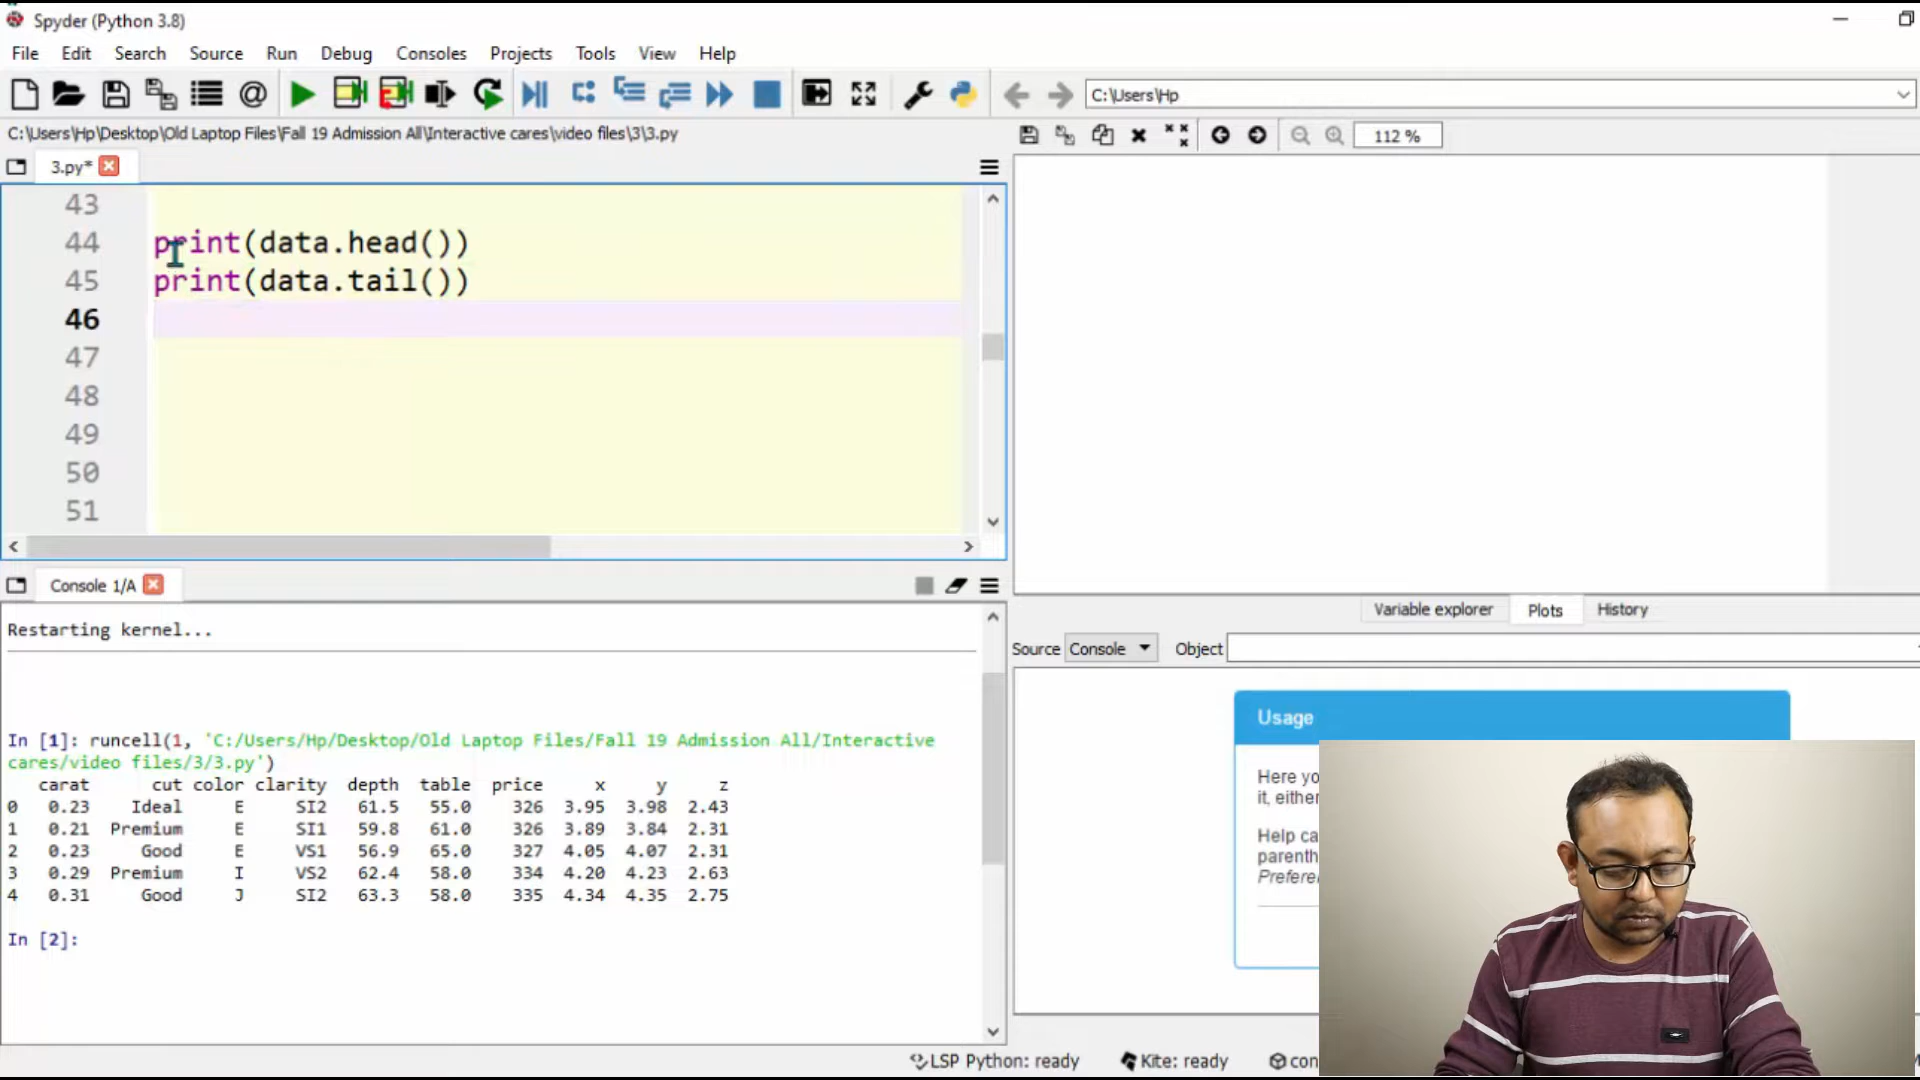 Spyder (Python 3.8)
File Edit Search Source Run Debug Consoles Projects Tools View Help
C:\Users\Hp
C:\Users\Hp\Desktop\Old Laptop Files\Fall 19 Admission All\Interactive cares\video files\3\3.py
112 %
3.py*
43
44 print(data.head())
45 print(data.tail())
46
47
48
49
50
51
Console 1/A
Restarting kernel...
In [1]: runcell(1, 'C:/Users/Hp/Desktop/Old Laptop Files/Fall 19 Admission All/Interactive
cares/video files/3/3.py')
carat cut color clarity depth table price x y z
0 0.23 Ideal E SI2 61.5 55.0 326 3.95 3.98 2.43
1 0.21 Premium E SI1 59.8 61.0 326 3.89 3.84 2.31
2 0.23 Good E VS1 56.9 65.0 327 4.05 4.07 2.31
3 0.29 Premium I VS2 62.4 58.0 334 4.20 4.23 2.63
4 0.31 Good J SI2 63.3 58.0 335 4.34 4.35 2.75
In [2]:
Variable explorer Plots History
Source Console Object
Usage
Here yo
it, either
Help ca
parenth
Prefere
LSP Python: ready Kite: ready con